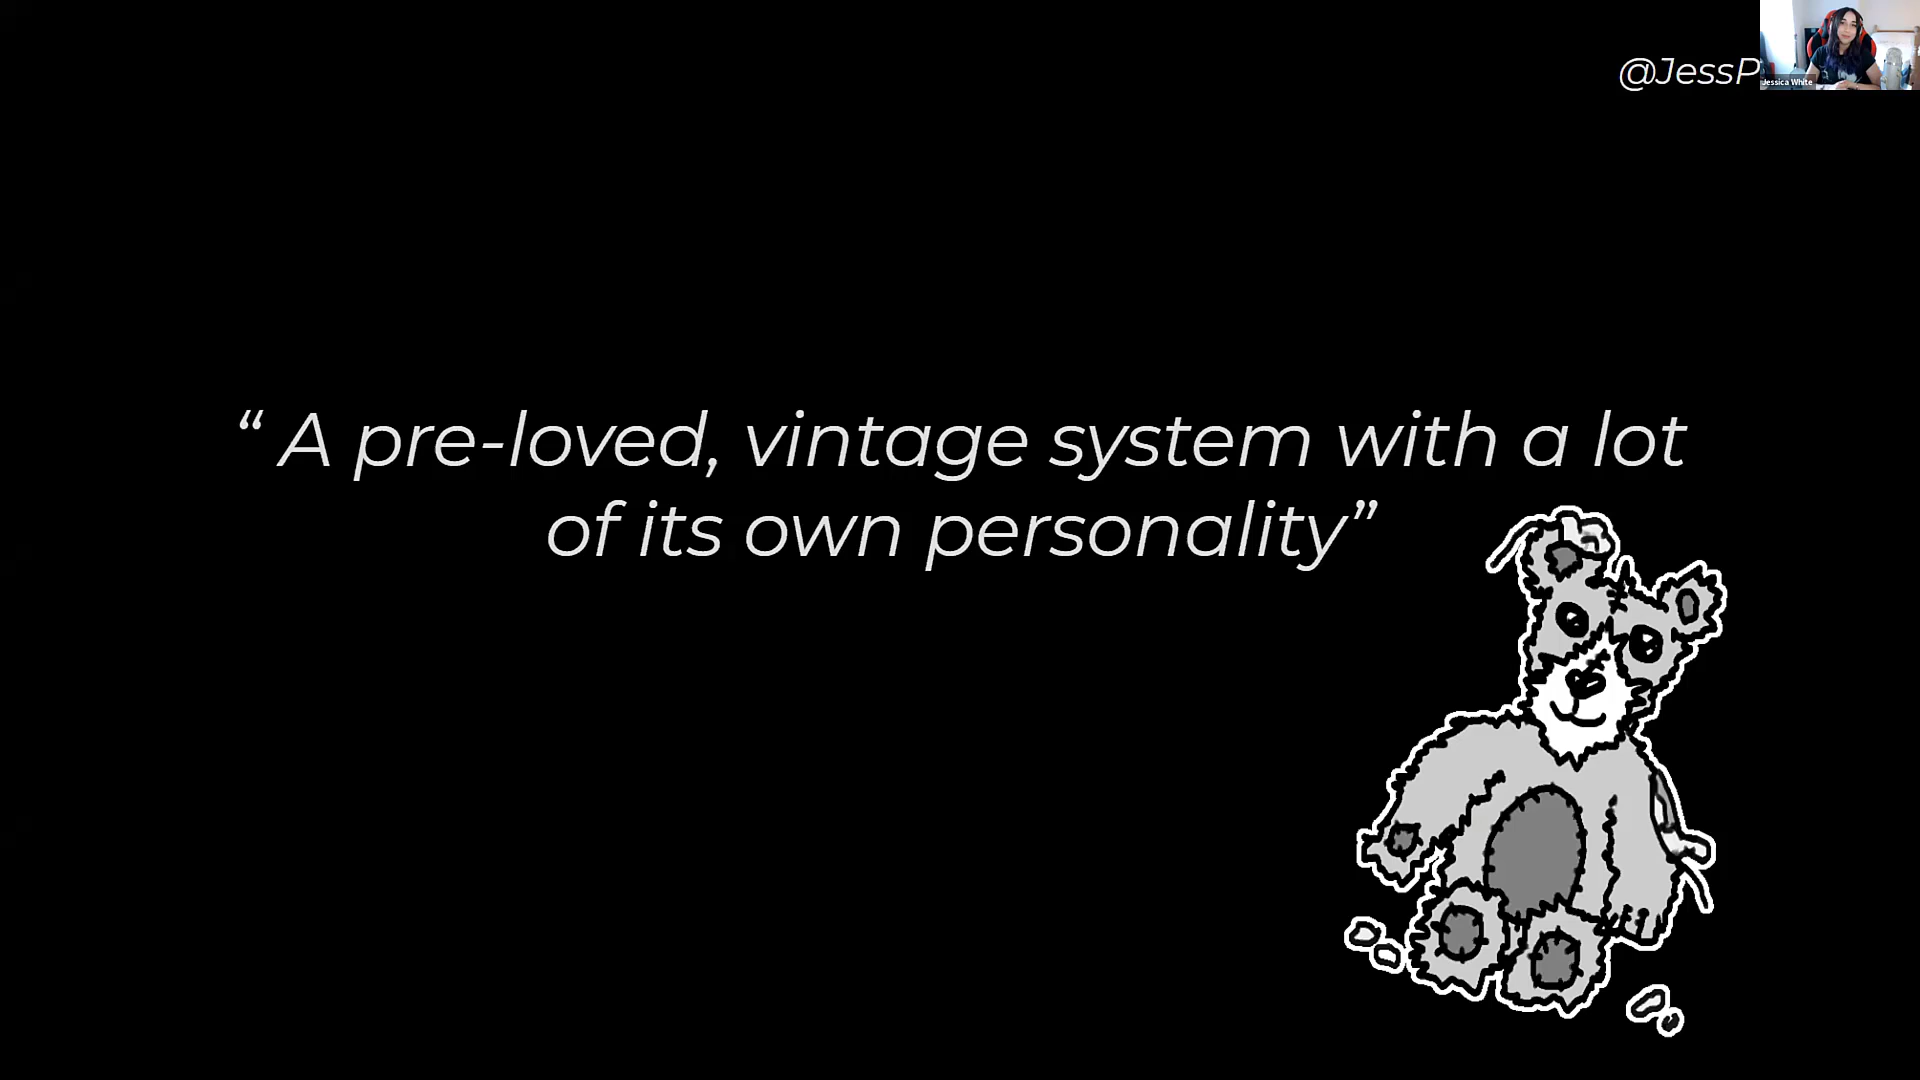 @JessP
Jessica White
“ A pre-loved, vintage system with a lot
of its own personality”